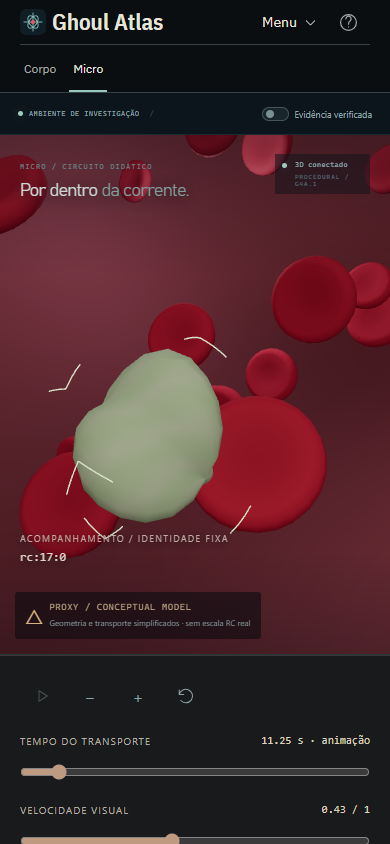 Ghoul Atlas
Menu
?
Corpo
Micro
AMBIENTE DE INVESTIGAÇÃO /
Evidência verificada
MICRO / CIRCUITO DIDÁTICO
Por dentro da corrente.
3D conectado
PROCEDURAL /
G4A.1
ACOMPANHAMENTO / IDENTIDADE FIXA
rc:17:0
PROXY / CONCEPTUAL MODEL
Geometria e transporte simplificados · sem escala RC real
− +
TEMPO DO TRANSPORTE
11.25 s · animação
VELOCIDADE VISUAL
0.43 / 1